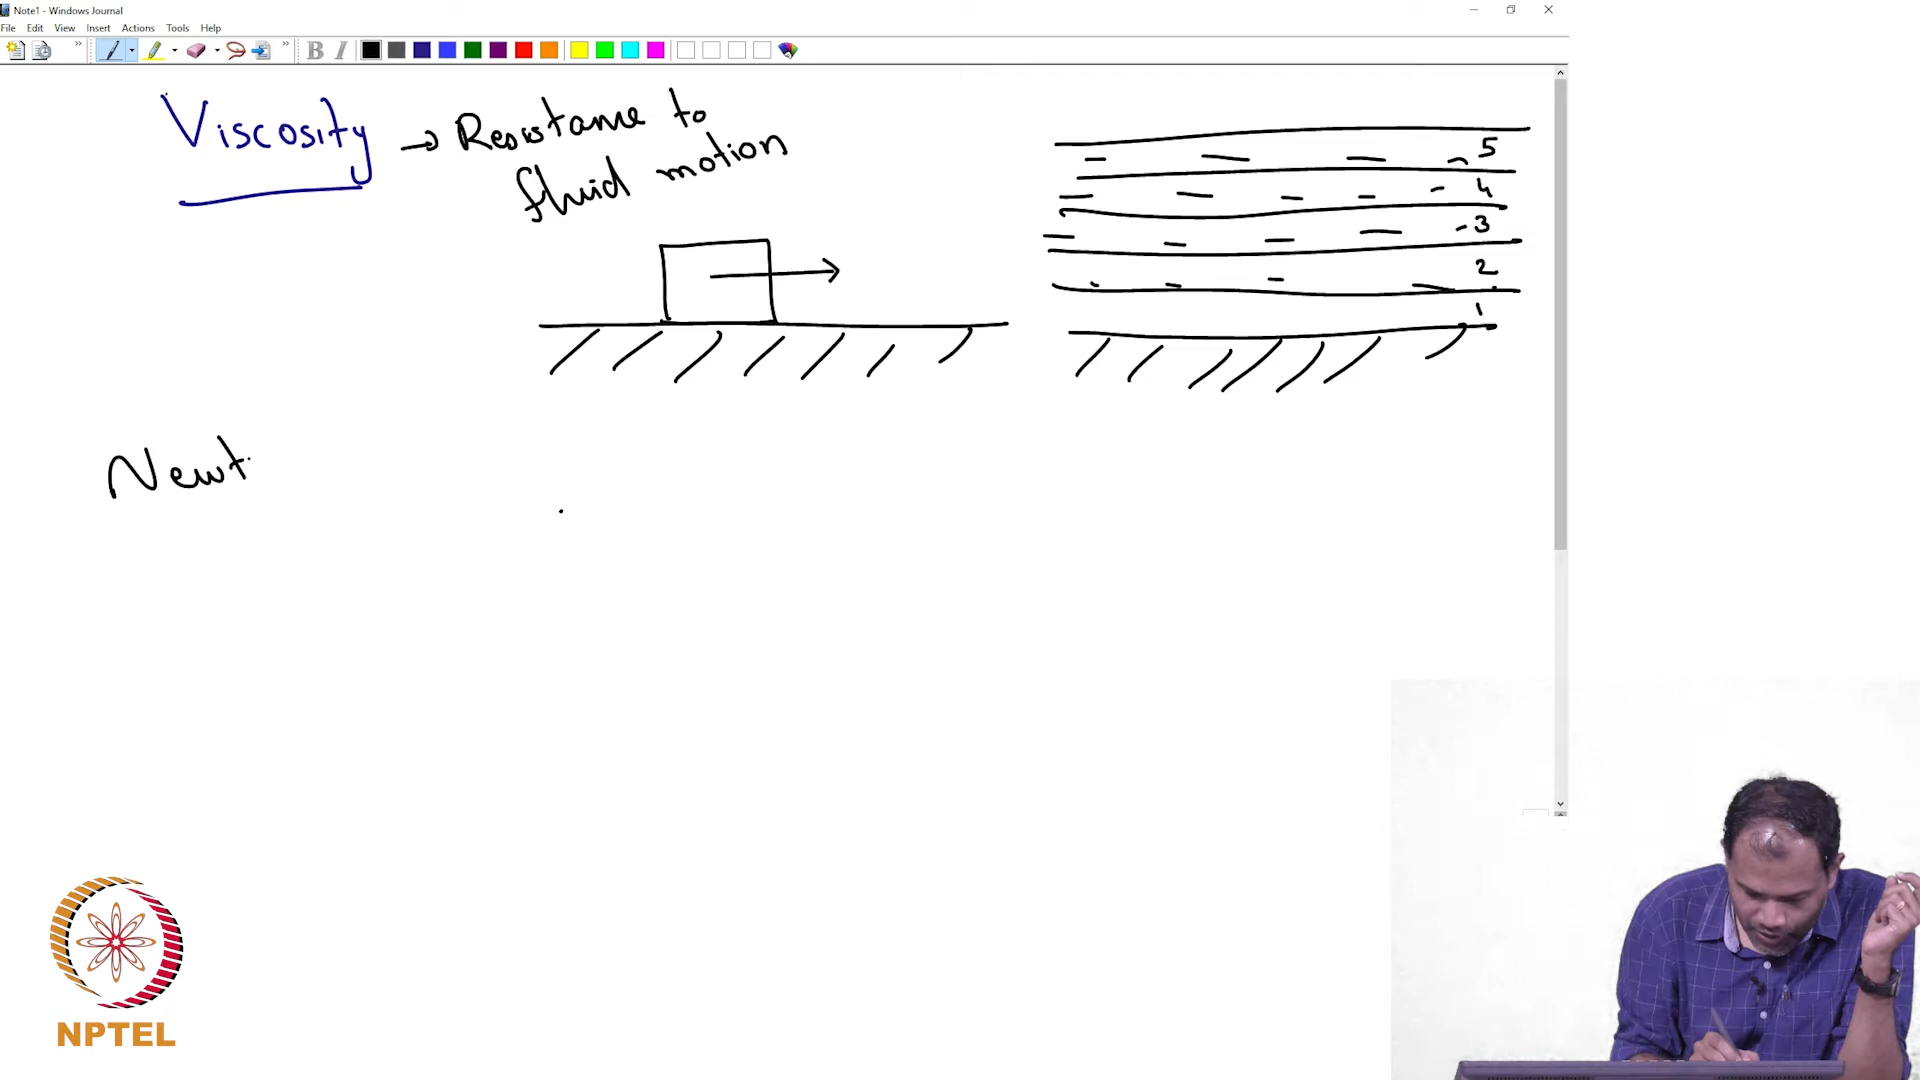 Note1 - Windows Journal
File Edit View Insert Actions Tools Help
B I
Viscosity → Resistance to
fluid motion
5
4
3
2
1
Newt
NPTEL